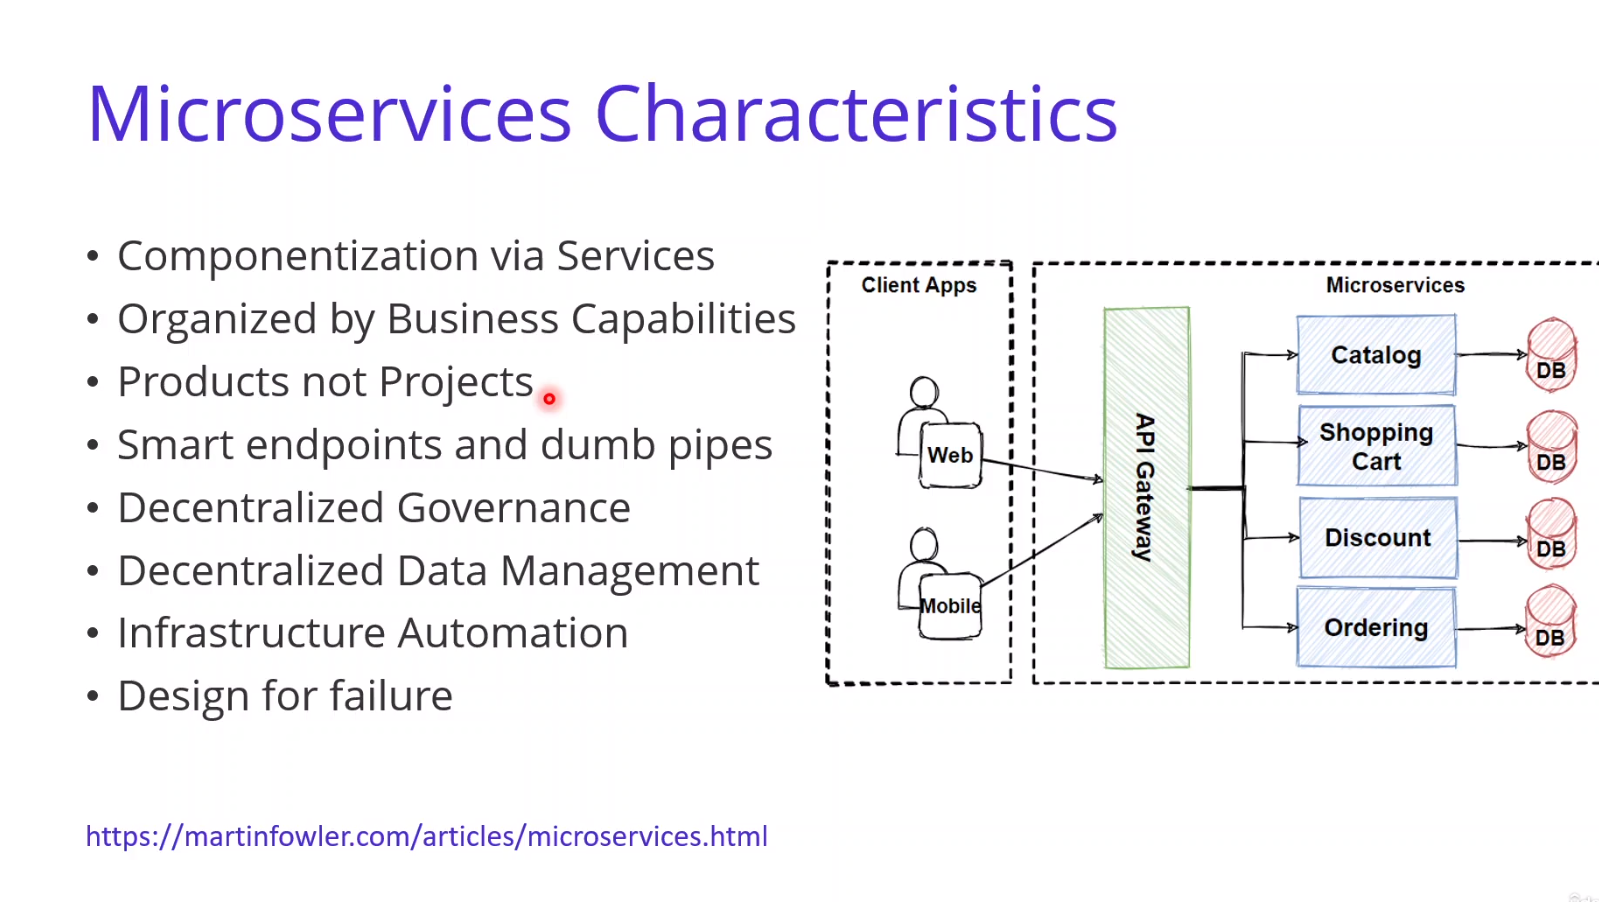 Microservices Characteristics
• Componentization via Services
• Organized by Business Capabilities
• Products not Projects
• Smart endpoints and dumb pipes
• Decentralized Governance
• Decentralized Data Management
• Infrastructure Automation
• Design for failure
https://martinfowler.com/articles/microservices.html
Client Apps
Web
Mobile
Microservices
API Gateway
Catalog
DB
Shopping
Cart
DB
Discount
DB
Ordering
DB